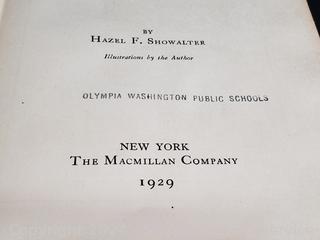 BY
HAZEL F. SHOWALTER
Illustrations by the Author
OLYMPIA WASHINGTON PUBLIC SCHOOLS
NEW YORK
THE MACMILLAN COMPANY
1929